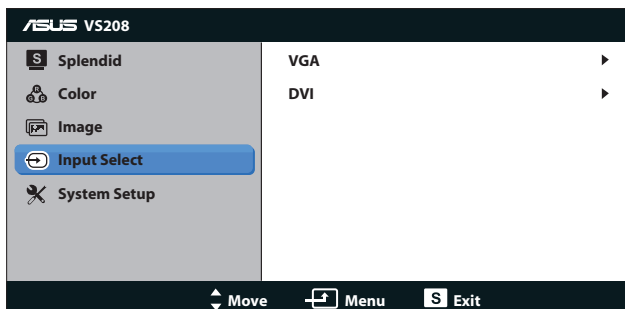 ASUS VS208
S Splendid
Color
Image
Input Select
System Setup
VGA
DVI
Move Menu S Exit